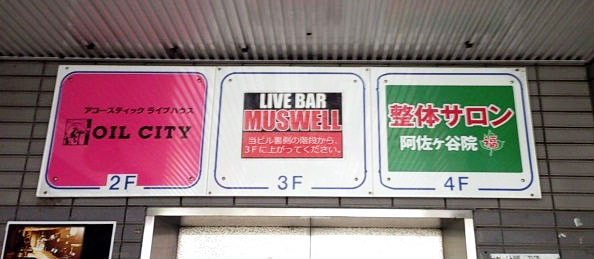 アコースティック ライブハウス
OIL CITY
2F
LIVE BAR
MUSWELL
当ビル裏側の階段から、
3Fに上がってください。
3F
整体サロン
阿佐ヶ谷院 福
4F